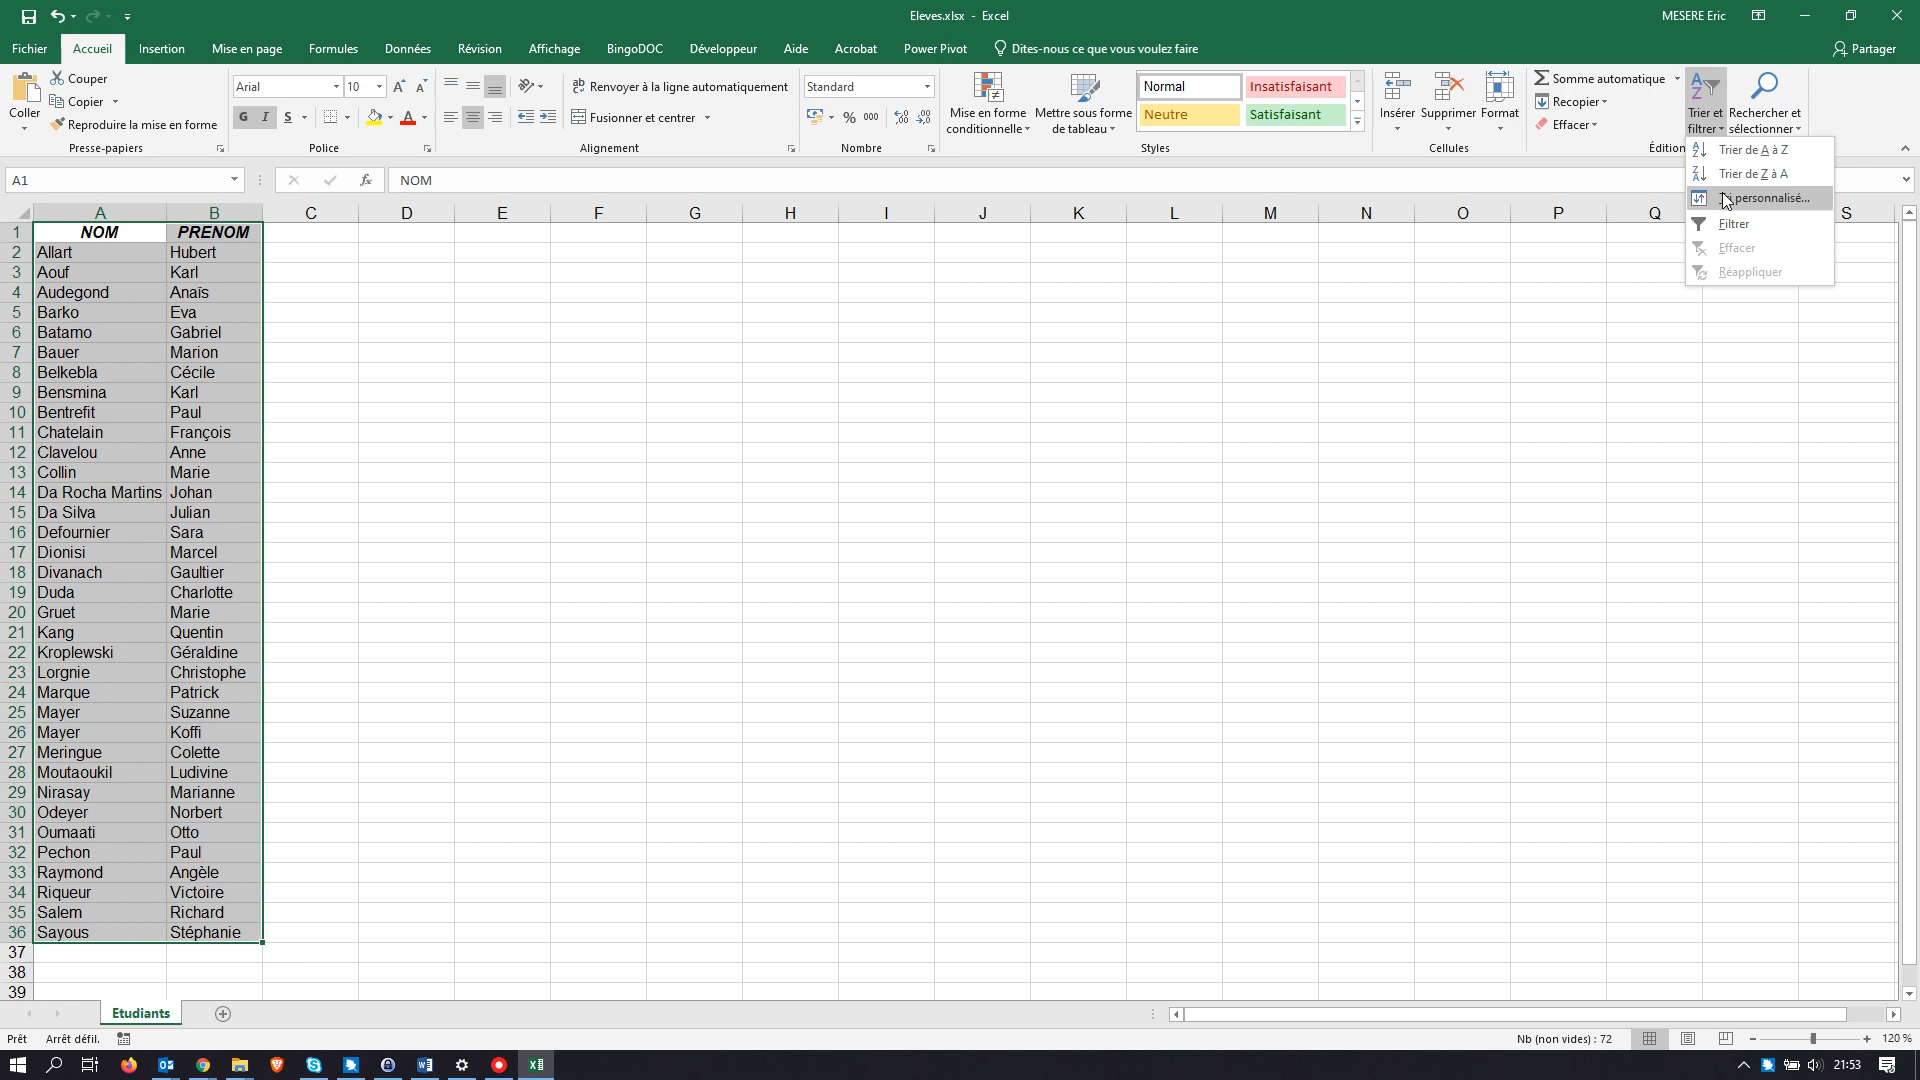 Eleves.xlsx - Excel
MESERE Eric
Fichier Accueil Insertion Mise en page Formules Données Révision Affichage BingoDOC Développeur Aide Acrobat Power Pivot Dites-nous ce que vous voulez faire Partager
Coller
Couper
Copier
Reproduire la mise en forme
Presse-papiers
Arial 10
G I S
Police
Renvoyer à la ligne automatiquement
Fusionner et centrer
Alignement
Standard
% 000
Nombre
Mise en forme
conditionnelle
Mettre sous forme
de tableau
Normal Insatisfaisant
Neutre Satisfaisant
Styles
Insérer Supprimer Format
Cellules
Somme automatique
Recopier
Effacer
Trier et
filtrer
Rechercher et
sélectionner
Trier de A à Z
Trier de Z à A
personnalisé...
Filtrer
Effacer
Réappliquer
A1 fx NOM
A B C D E F G H I J K L M N O P Q S
1 NOM PRENOM
2 Allart Hubert
3 Aouf Karl
4 Audegond Anaïs
5 Barko Eva
6 Batamo Gabriel
7 Bauer Marion
8 Belkebla Cécile
9 Bensmina Karl
10 Bentrefit Paul
11 Chatelain François
12 Clavelou Anne
13 Collin Marie
14 Da Rocha Martins Johan
15 Da Silva Julian
16 Defournier Sara
17 Dionisi Marcel
18 Divanach Gaultier
19 Duda Charlotte
20 Gruet Marie
21 Kang Quentin
22 Kroplewski Géraldine
23 Lorgnie Christophe
24 Marque Patrick
25 Mayer Suzanne
26 Mayer Koffi
27 Meringue Colette
28 Moutaoukil Ludivine
29 Nirasay Marianne
30 Odeyer Norbert
31 Oumaati Otto
32 Pechon Paul
33 Raymond Angèle
34 Riqueur Victoire
35 Salem Richard
36 Sayous Stéphanie
37
38
39
Etudiants
Prêt Arrêt défil. Nb (non vides) : 72 120 %
21:53